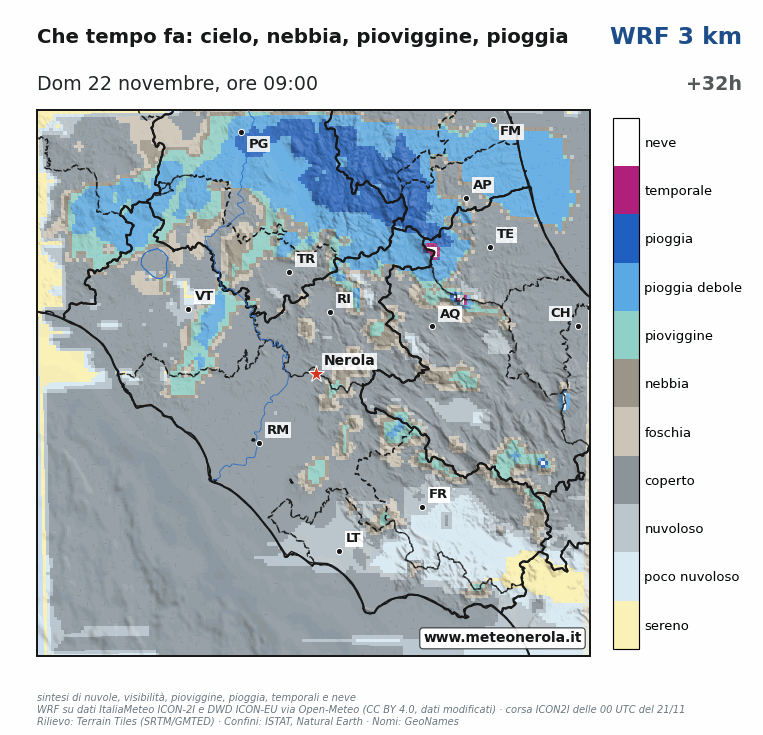 Che tempo fa: cielo, nebbia, pioviggine, pioggia
WRF 3 km
Dom 22 novembre, ore 09:00
+32h
PG
FM
AP
TE
TR
VT
RI
AQ
CH
Nerola
RM
FR
LT
www.meteonerola.it
neve
temporale
pioggia
pioggia debole
pioviggine
nebbia
foschia
coperto
nuvoloso
poco nuvoloso
sereno
sintesi di nuvole, visibilità, pioviggine, pioggia, temporali e neve
WRF su dati ItaliaMeteo ICON-2I e DWD ICON-EU via Open-Meteo (CC BY 4.0, dati modificati) · corsa ICON2I delle 00 UTC del 21/11
Rilievo: Terrain Tiles (SRTM/GMTED) · Confini: ISTAT, Natural Earth · Nomi: GeoNames